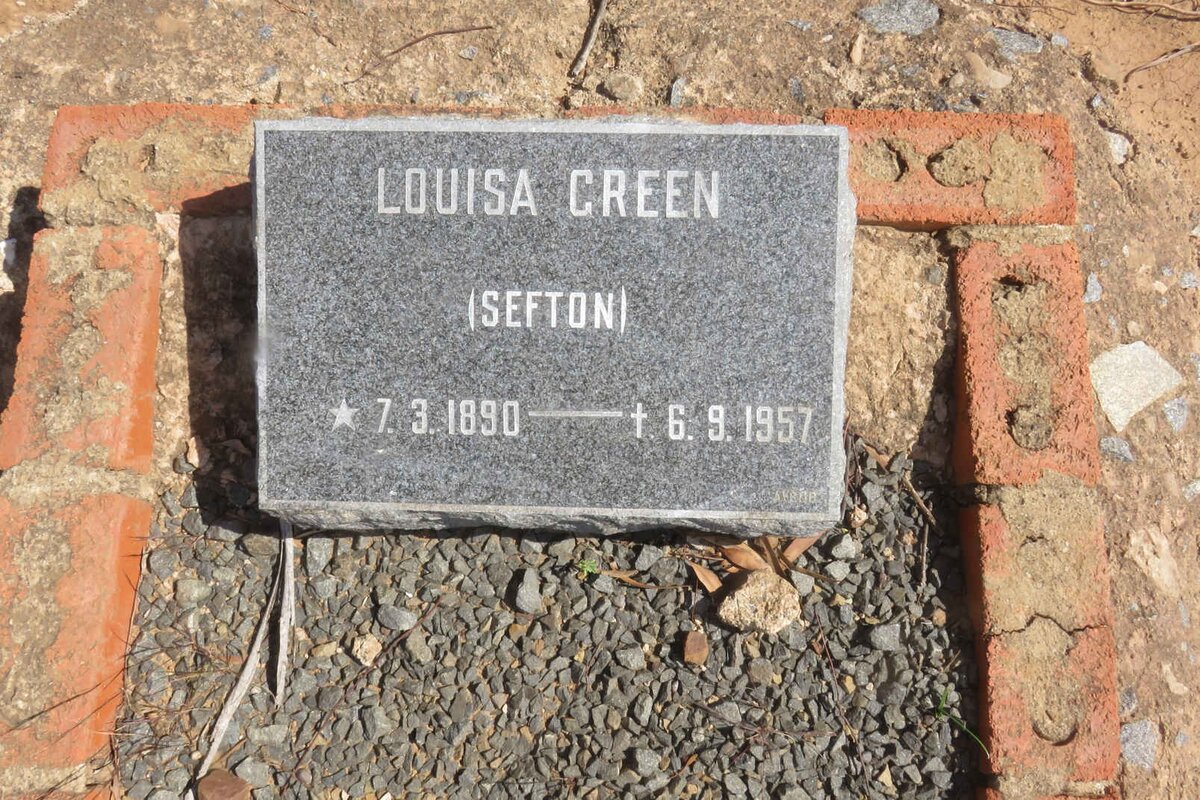 LOUISA GREEN
(SEFTON)
★ 7. 3. 1890 — †. 6. 9. 1957